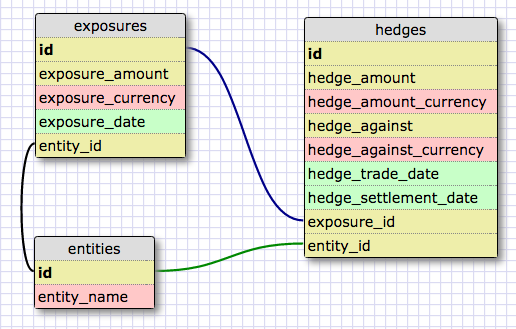 exposures
id
exposure_amount
exposure_currency
exposure_date
entity_id
hedges
id
hedge_amount
hedge_amount_currency
hedge_against
hedge_against_currency
hedge_trade_date
hedge_settlement_date
exposure_id
entity_id
entities
id
entity_name